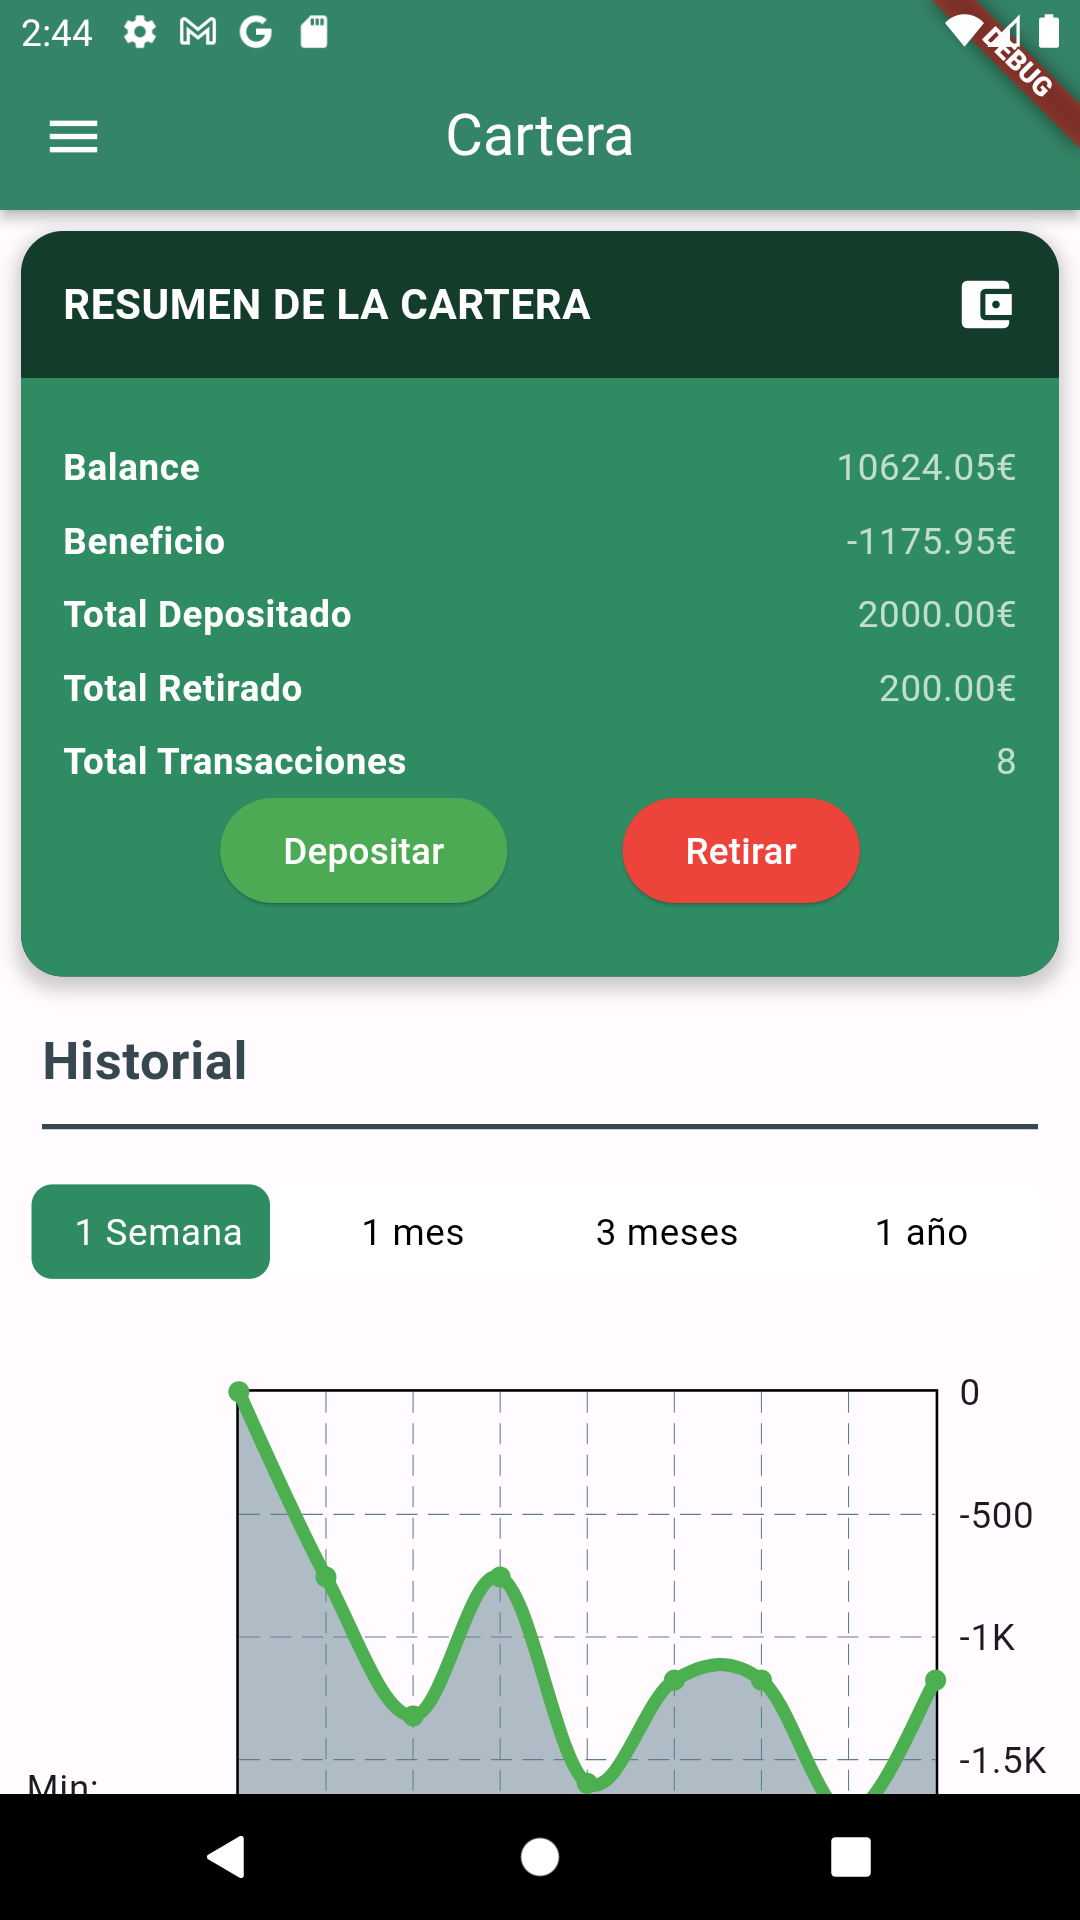 2:44
DEBUG
Cartera
RESUMEN DE LA CARTERA
Balance 10624.05€
Beneficio -1175.95€
Total Depositado 2000.00€
Total Retirado 200.00€
Total Transacciones 8
Depositar Retirar
Historial
1 Semana 1 mes 3 meses 1 año
0
-500
-1K
-1.5K
Min: